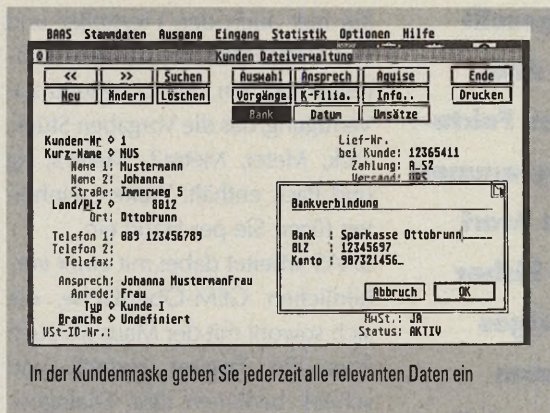 BAAS Stammdaten Ausgang Eingang Statistik Optionen Hilfe
Kunden Dateiverwaltung
<< >> Suchen Auswahl Ansprech Aquise Ende
Neu Ändern Löschen Vorgänge K-Filia. Info.. Drucken
Bank Datum Umsätze
Kunden-Nr 1 Lief-Nr.
Kurz-Name MUS bei Kunde: 12365411
Name 1: Mustermann Zahlung: A_S2
Name 2: Johanna Versand: UPS
Straße: Immerweg 5
Land/PLZ 8812
Ort: Ottobrunn
Telefon 1: 089 123456789
Telefon 2:
Telefax:
Ansprech: Johanna MustermanFrau
Anrede: Frau
Typ Kunde I
Branche Undefiniert MwSt.: JA
USt-ID-Nr.: Status: AKTIV
Bankverbindung
Bank : Sparkasse Ottobrunn
BLZ : 12345697
Kanto : 987321456_
Abbruch OK
In der Kundenmaske geben Sie jederzeit alle relevanten Daten ein